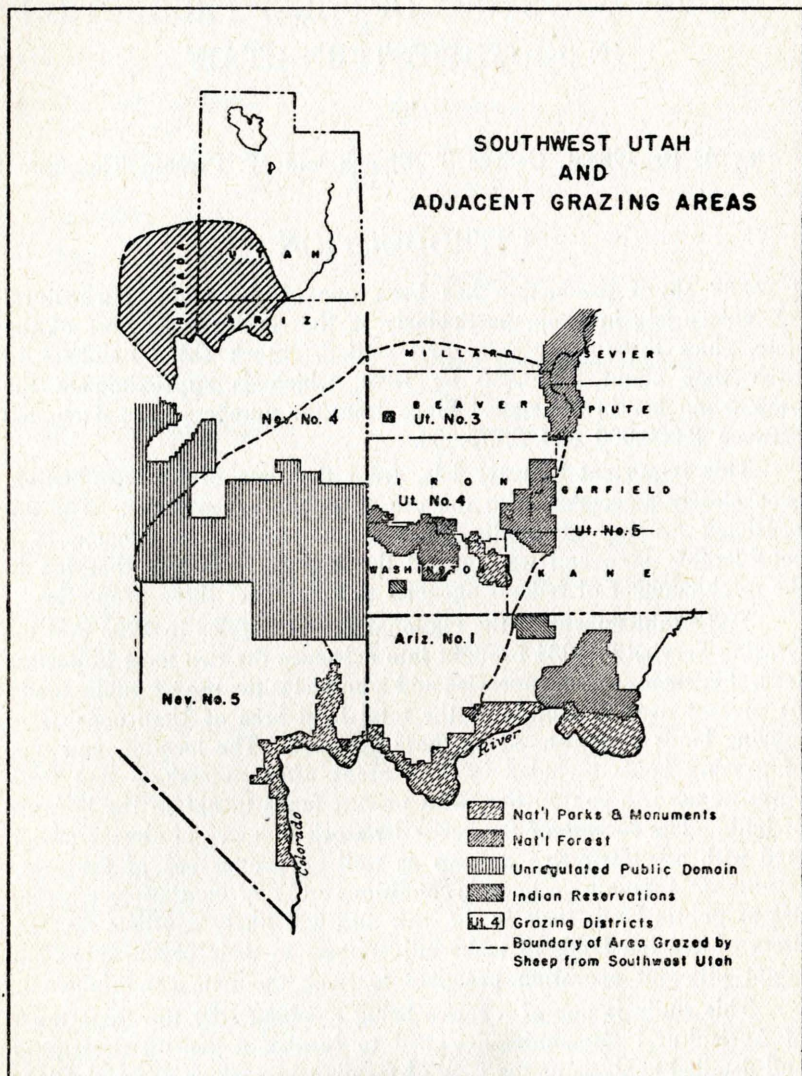 SOUTHWEST UTAH
AND
ADJACENT GRAZING AREAS
UTAH
NEVADA
ARIZ
MILLARD
SEVIER
BEAVER
PIUTE
Nev. No. 4
Ut. No. 3
IRON
Ut. No. 4
GARFIELD
Ut. No. 5
WASHINGTON
KANE
Ariz. No. 1
Nev. No. 5
River
Colorado
Nat'l Parks & Monuments
Nat'l Forest
Unregulated Public Domain
Indian Reservations
Ut. 4 Grazing Districts
Boundary of Area Grazed by
Sheep from Southwest Utah